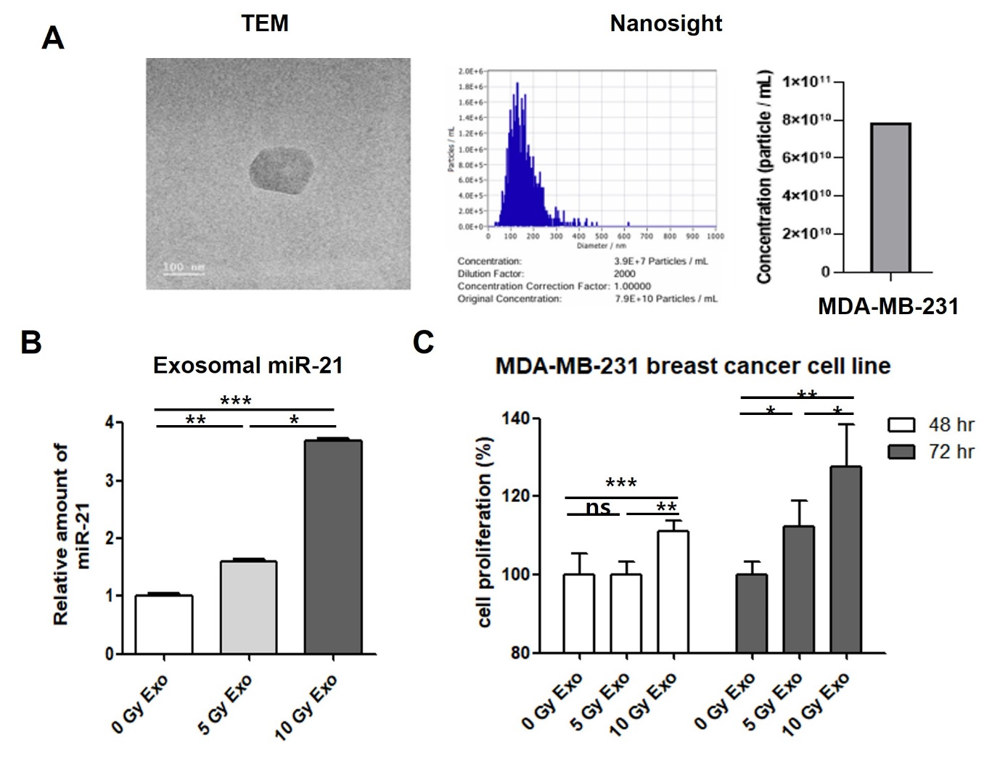 A
TEM
Nanosight
100 nm
2.0E+6
1.8E+6
1.6E+6
1.4E+6
1.2E+6
1.0E+6
8.0E+5
6.0E+5
4.0E+5
2.0E+5
0.0E+0
Particles / mL
0 100 200 300 400 500 600 700 800 900 1000
Diameter / nm
Concentration: 3.9E+7 Particles / mL
Dilution Factor: 2000
Concentration Correction Factor: 1.00000
Original Concentration: 7.9E+10 Particles / mL
Concentration (particle / mL)
1×10¹¹
8×10¹⁰
6×10¹⁰
4×10¹⁰
2×10¹⁰
0
MDA-MB-231
B
Exosomal miR-21
***
** *
Relative amount of
miR-21
4
3
2
1
0
0 Gy Exo
5 Gy Exo
10 Gy Exo
C
MDA-MB-231 breast cancer cell line
cell proliferation (%)
140
120
100
80
***
ns **
**
* *
48 hr
72 hr
0 Gy Exo
5 Gy Exo
10 Gy Exo
0 Gy Exo
5 Gy Exo
10 Gy Exo